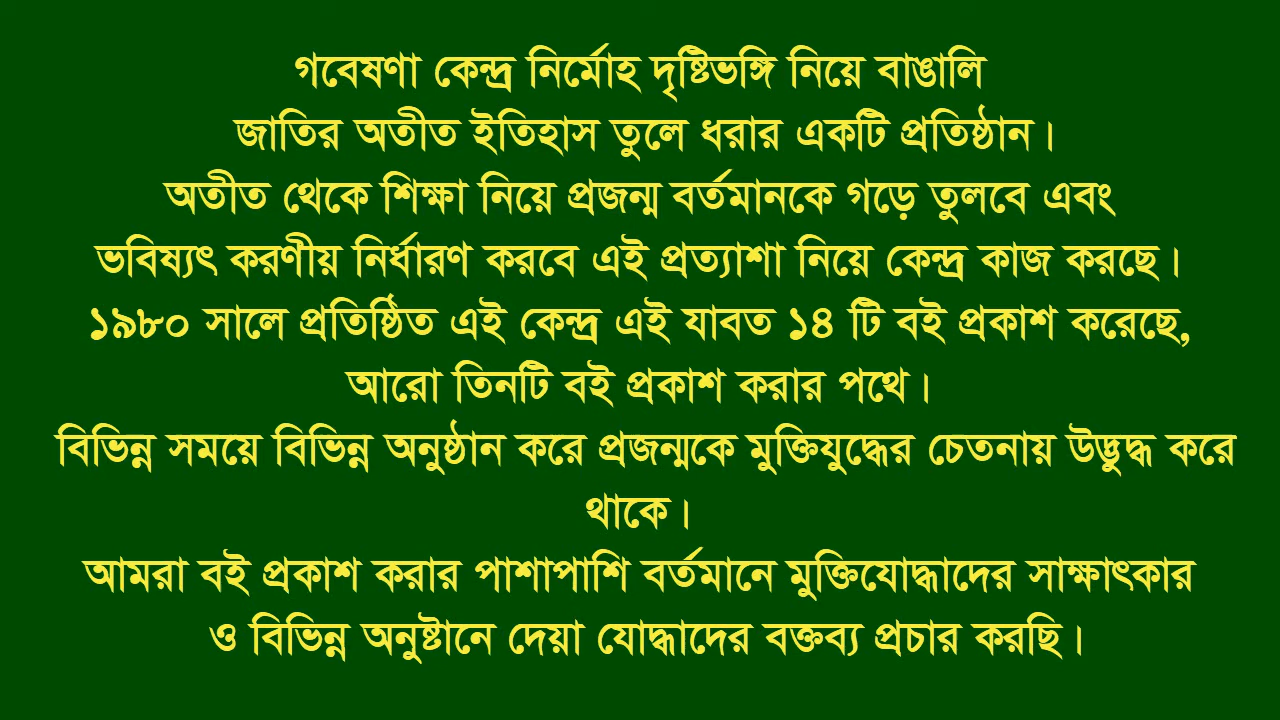 গবেষণা কেন্দ্র নির্মোহ দৃষ্টিভঙ্গি নিয়ে বাঙালি
জাতির অতীত ইতিহাস তুলে ধরার একটি প্রতিষ্ঠান।
অতীত থেকে শিক্ষা নিয়ে প্রজন্ম বর্তমানকে গড়ে তুলবে এবং
ভবিষ্যৎ করণীয় নির্ধারণ করবে এই প্রত্যাশা নিয়ে কেন্দ্র কাজ করছে।
১৯৮০ সালে প্রতিষ্ঠিত এই কেন্দ্র এই যাবত ১৪ টি বই প্রকাশ করেছে,
আরো তিনটি বই প্রকাশ করার পথে।
বিভিন্ন সময়ে বিভিন্ন অনুষ্ঠান করে প্রজন্মকে মুক্তিযুদ্ধের চেতনায় উদ্ভুদ্ধ করে
থাকে।
আমরা বই প্রকাশ করার পাশাপাশি বর্তমানে মুক্তিযোদ্ধাদের সাক্ষাৎকার
ও বিভিন্ন অনুষ্টানে দেয়া যোদ্ধাদের বক্তব্য প্রচার করছি।